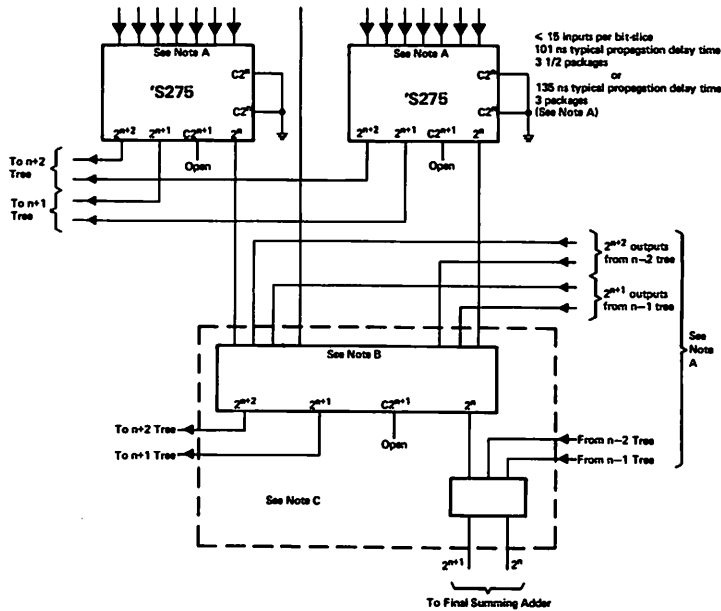 See Note A
C2ⁿ
'S275
C2ⁿ
2ⁿ⁺² 2ⁿ⁺¹ C2ⁿ⁺¹ 2ⁿ
Open
See Note A
C2ⁿ
'S275
C2ⁿ
2ⁿ⁺² 2ⁿ⁺¹ C2ⁿ⁺¹ 2ⁿ
Open
< 15 inputs per bit-slice
101 ns typical propagation delay time
3 1/2 packages
or
135 ns typical propagation delay time
3 packages
(See Note A)
To n+2
Tree
To n+1
Tree
2ⁿ⁺² outputs
from n–2 tree
2ⁿ⁺¹ outputs
from n–1 tree
See
Note
A
See Note B
2ⁿ⁺² 2ⁿ⁺¹ C2ⁿ⁺¹ 2ⁿ
To n+2 Tree
To n+1 Tree
Open
From n–2 Tree
From n–1 Tree
See Note C
2ⁿ⁺¹ 2ⁿ
To Final Summing Adder